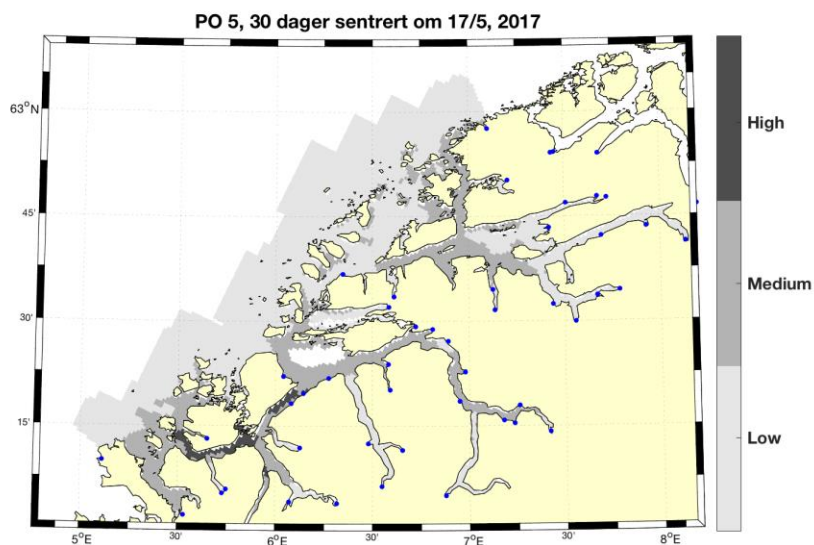 PO 5, 30 dager sentrert om 17/5, 2017
63°N
45'
30'
15'
5°E
30'
6°E
30'
7°E
30'
8°E
High
Medium
Low